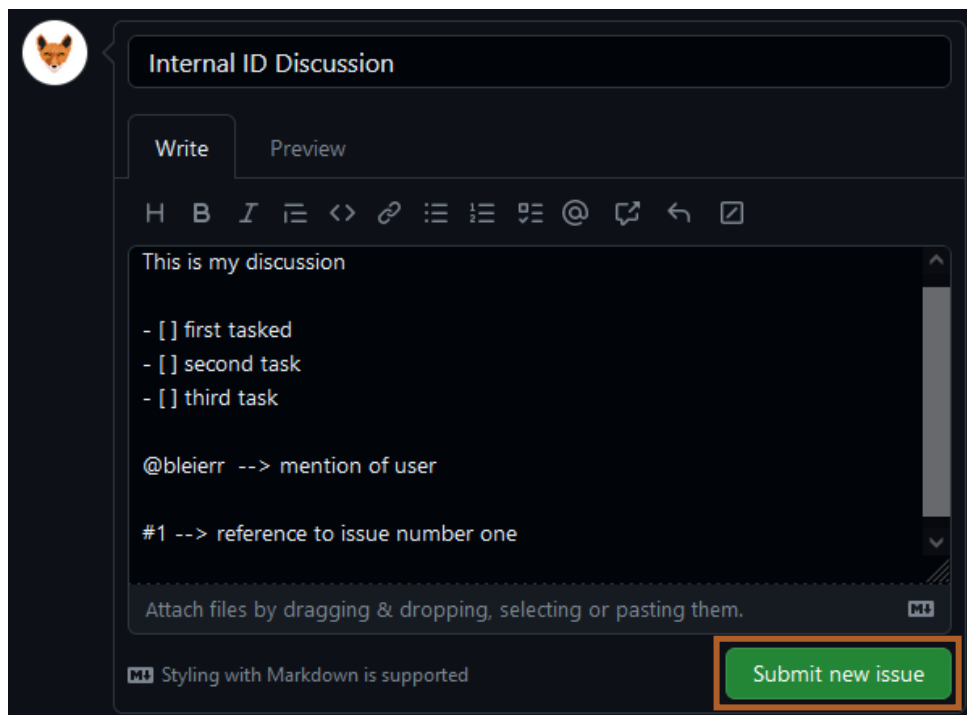 Internal ID Discussion
Write Preview
This is my discussion
- [ ] first tasked
- [ ] second task
- [ ] third task
@bleierr --> mention of user
#1 --> reference to issue number one
Attach files by dragging & dropping, selecting or pasting them.
Styling with Markdown is supported
Submit new issue